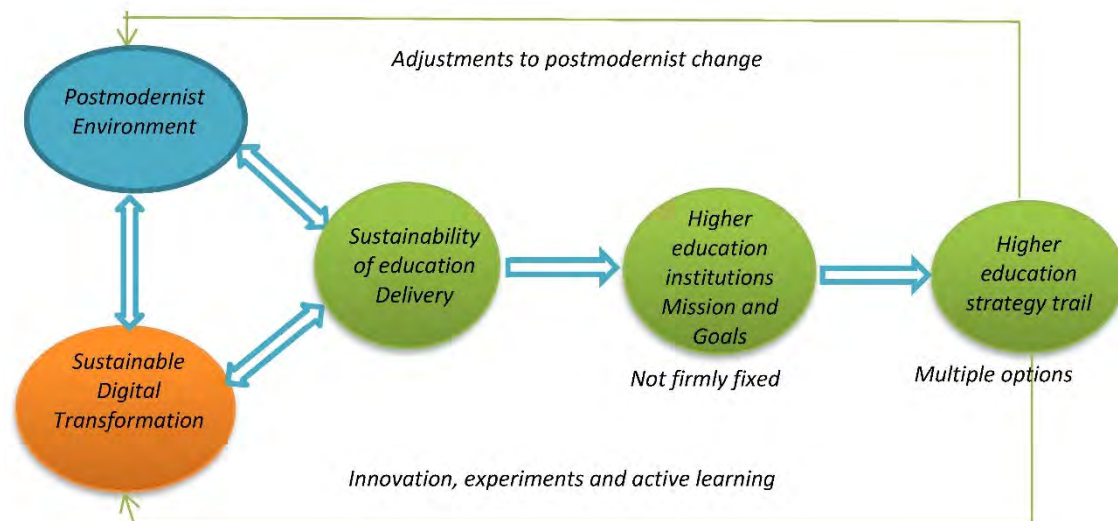 Adjustments to postmodernist change
Postmodernist
Environment
Sustainability
of education
Delivery
Higher
education
institutions
Mission and
Goals
Higher
education
strategy trail
Sustainable
Digital
Transformation
Not firmly fixed
Multiple options
Innovation, experiments and active learning